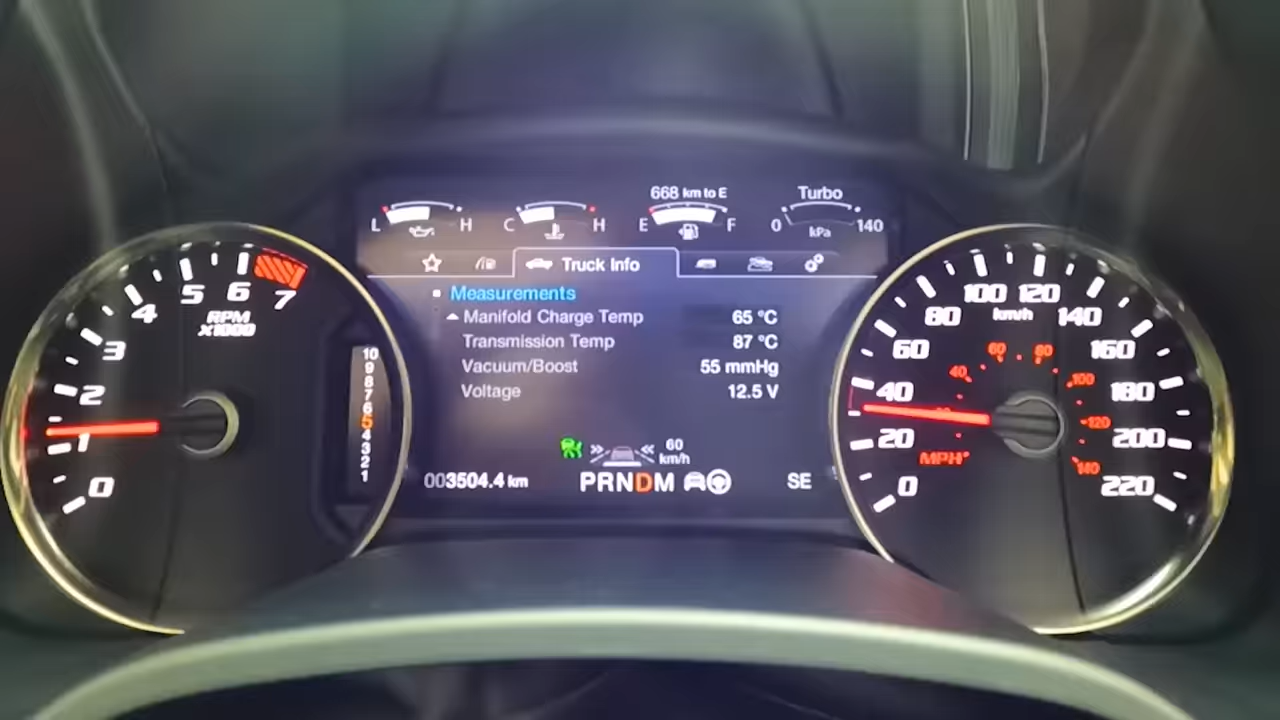 668 km to E
Turbo
L H
C H
E F
0 kPa 140
Truck Info
Measurements
Manifold Charge Temp 65 °C
Transmission Temp 87 °C
Vacuum/Boost 55 mmHg
Voltage 12.5 V
60
km/h
003504.4 km
PRNDM
SE
0
1
2
3
4
5
6
7
RPM
X1000
10
9
8
7
6
5
4
3
2
1
0
20
40
60
80
100
120
140
160
180
200
220
km/h
40
60
80
100
120
140
MPH